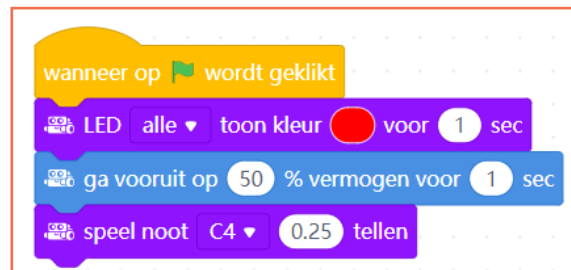 wanneer op wordt geklikt
LED alle toon kleur voor 1 sec
ga vooruit op 50 % vermogen voor 1 sec
speel noot C4 0.25 tellen